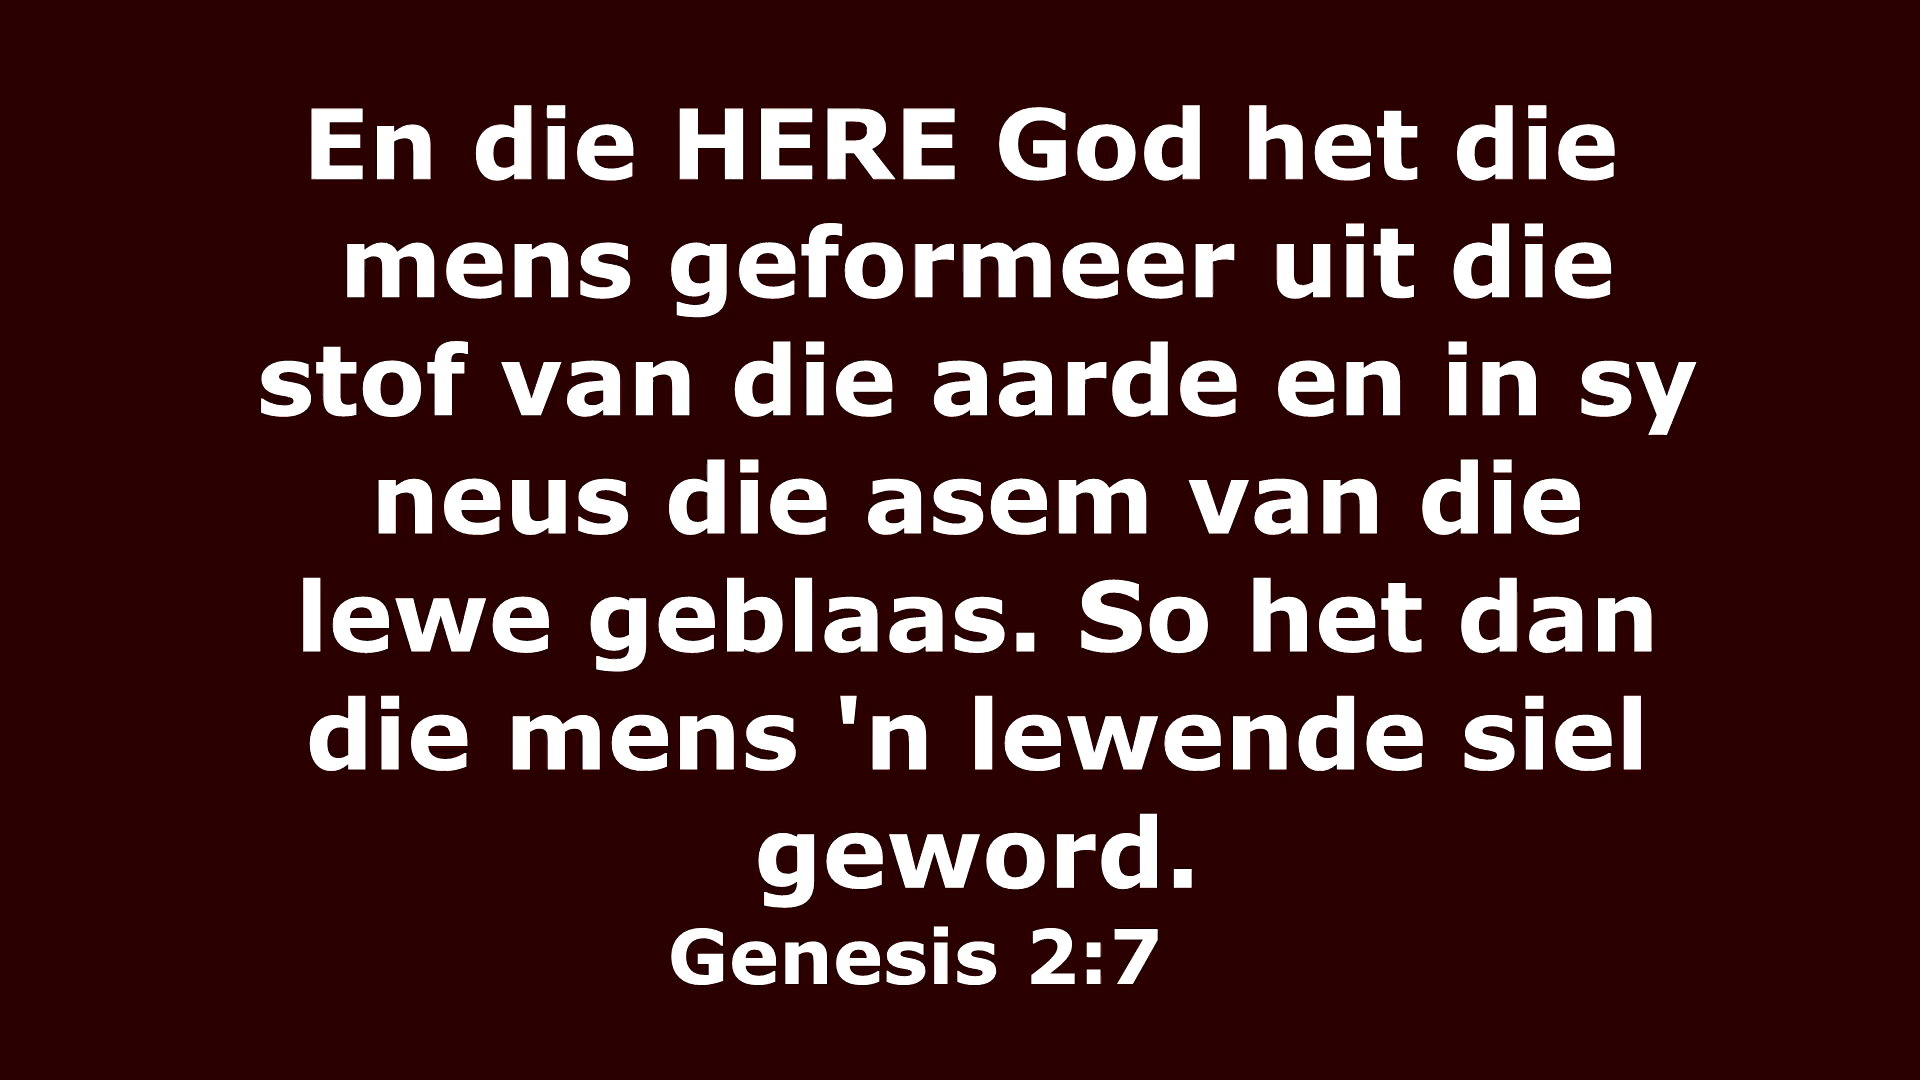 En die HERE God het die
mens geformeer uit die
stof van die aarde en in sy
neus die asem van die
lewe geblaas. So het dan
die mens 'n lewende siel
geword.
Genesis 2:7